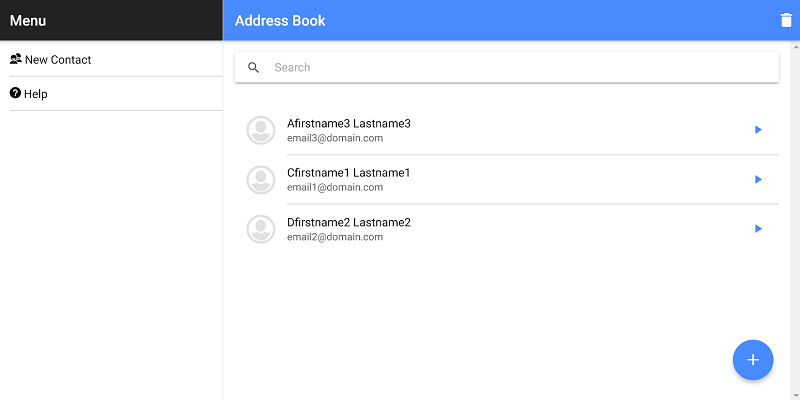 Menu
Address Book
New Contact
Help
Search
Afirstname3 Lastname3
email3@domain.com
Cfirstname1 Lastname1
email1@domain.com
Dfirstname2 Lastname2
email2@domain.com